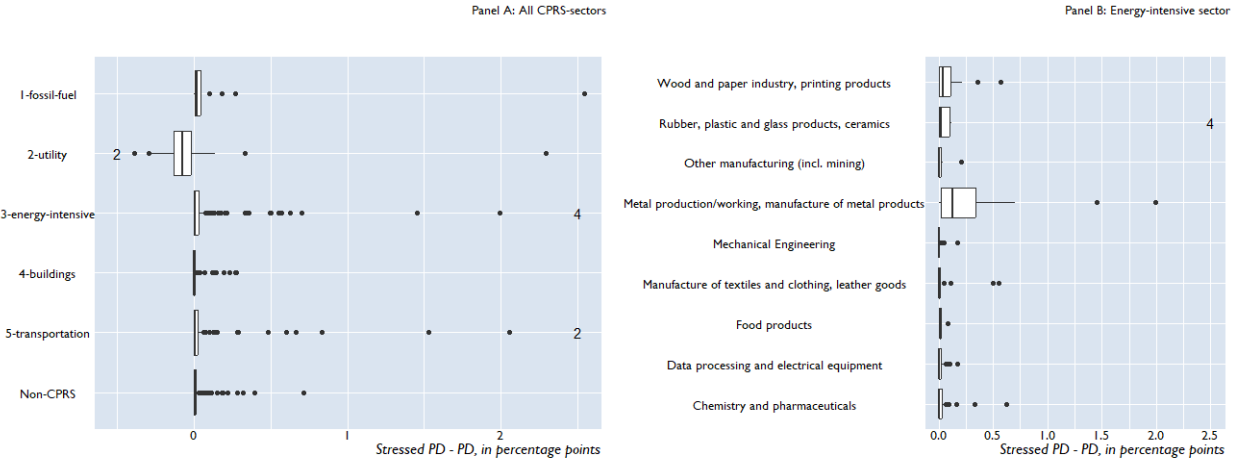 Panel A: All CPRS-sectors
1-fossil-fuel
2-utility
2
3-energy-intensive
4
4-buildings
5-transportation
2
Non-CPRS
0
1
2
Stressed PD - PD, in percentage points
Panel B: Energy-intensive sector
Wood and paper industry, printing products
Rubber, plastic and glass products, ceramics
4
Other manufacturing (incl. mining)
Metal production/working, manufacture of metal products
Mechanical Engineering
Manufacture of textiles and clothing, leather goods
Food products
Data processing and electrical equipment
Chemistry and pharmaceuticals
0.0 0.5 1.0 1.5 2.0 2.5
Stressed PD - PD, in percentage points